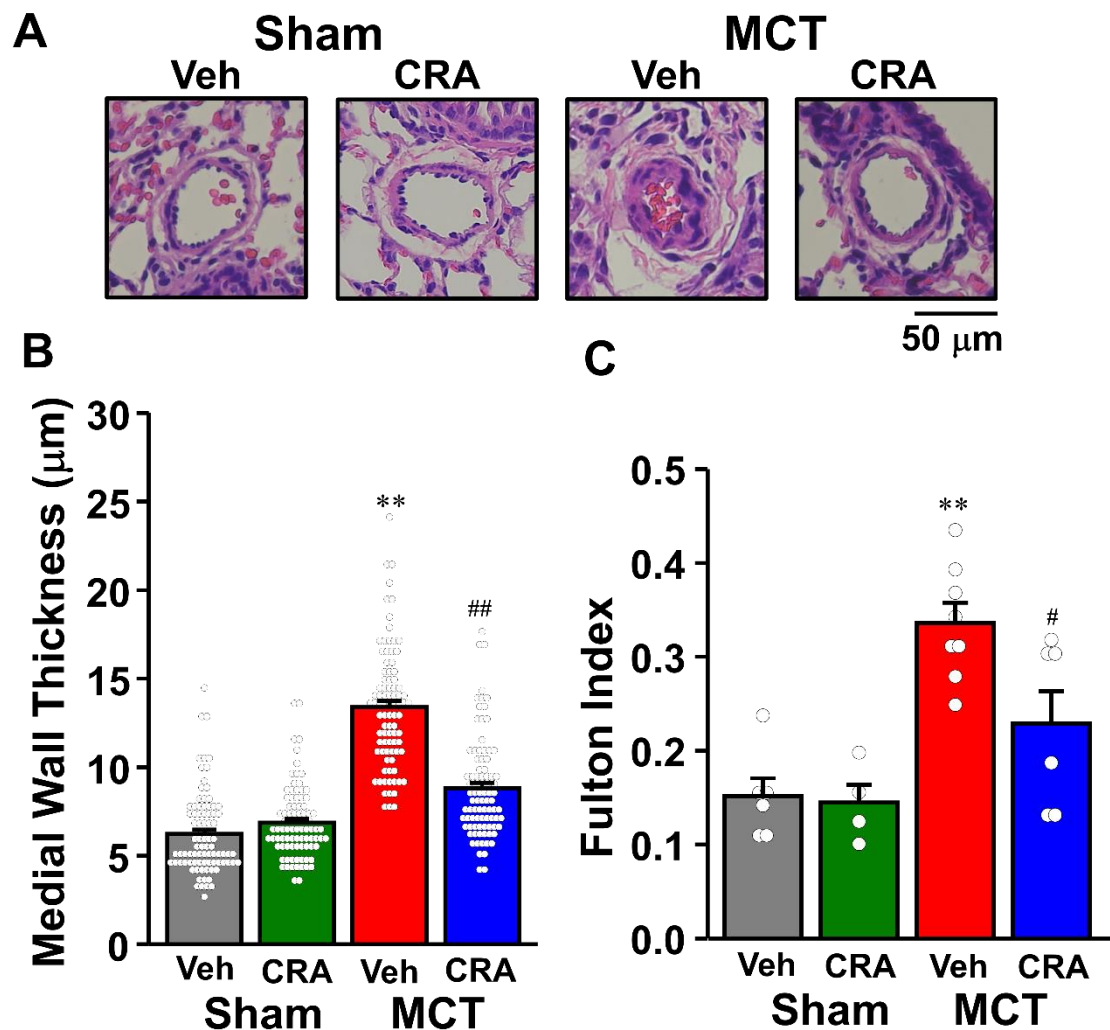 A
Sham MCT
Veh CRA Veh CRA
50 μm
B
Medial Wall Thickness (μm)
30
25
20
15
10
5
0
**
##
Veh CRA Veh CRA
Sham MCT
C
Fulton Index
0.5
0.4
0.3
0.2
0.1
0.0
**
#
Veh CRA Veh CRA
Sham MCT